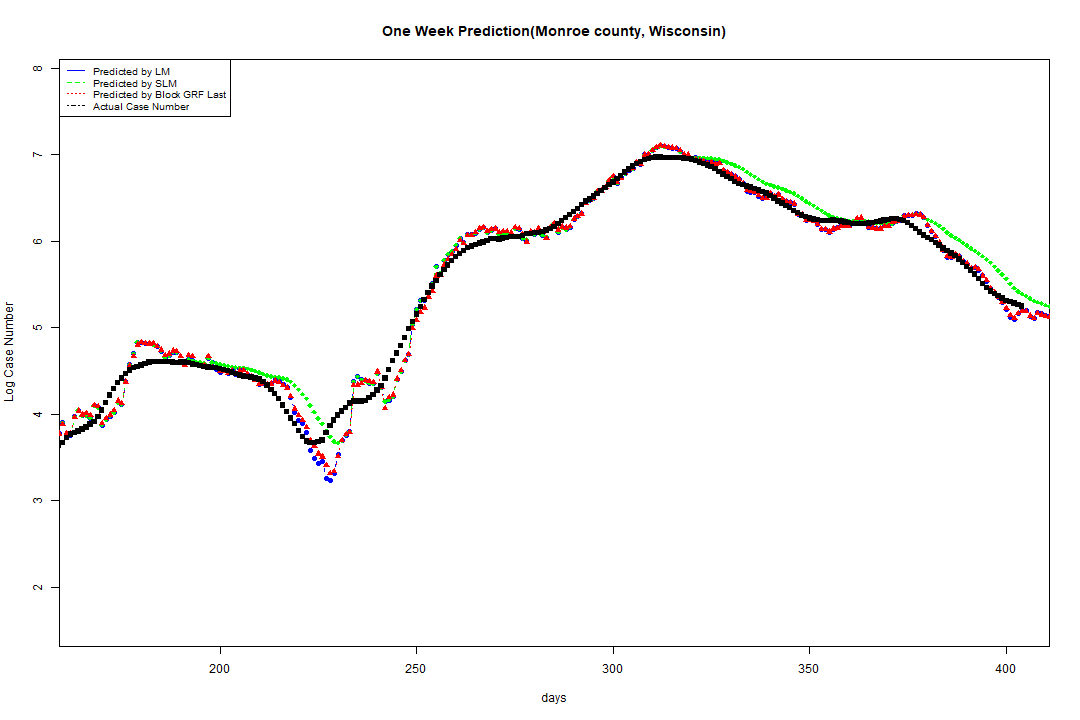 One Week Prediction(Monroe county, Wisconsin)
Predicted by LM
Predicted by SLM
Predicted by Block GRF Last
Actual Case Number
8
7
6
5
4
3
2
Log Case Number
200 250 300 350 400
days